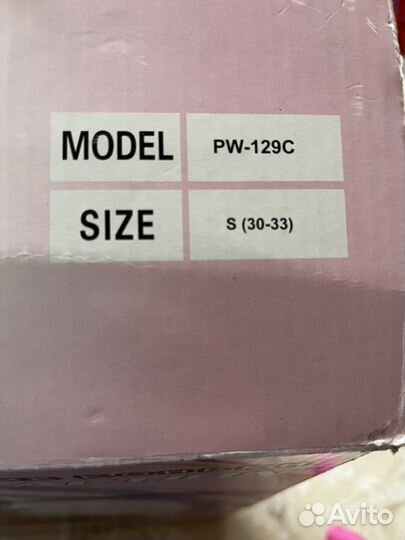 MODEL PW-129C
SIZE S (30-33)
Avito